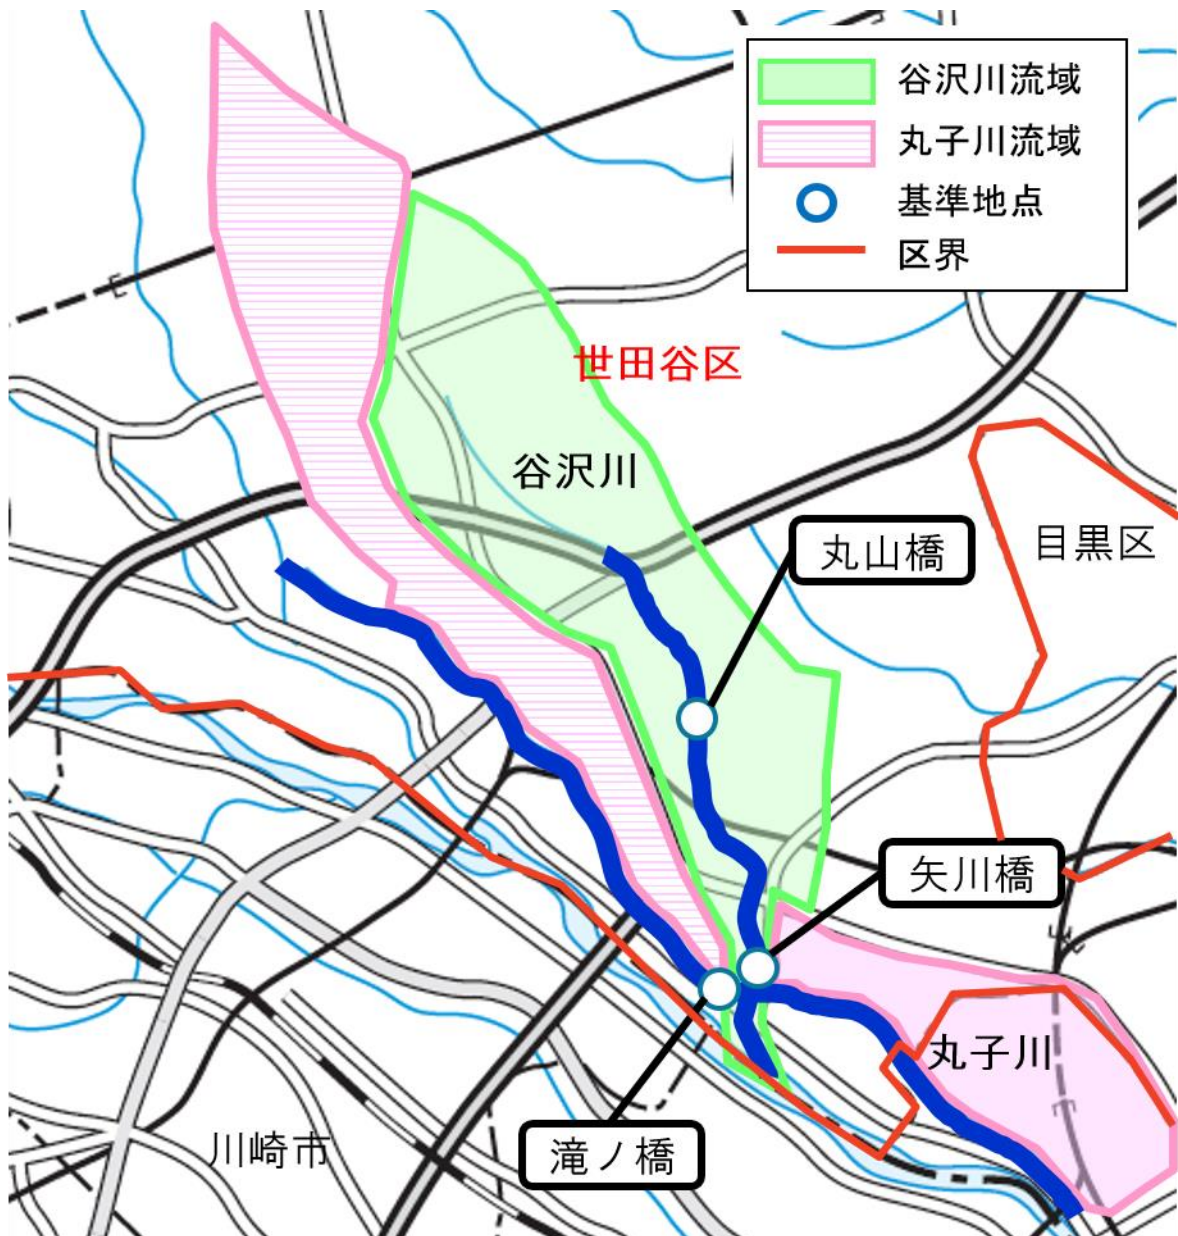 谷沢川流域
丸子川流域
基準地点
区界
世田谷区
谷沢川
丸山橋
目黒区
矢川橋
丸子川
川崎市
滝ノ橋